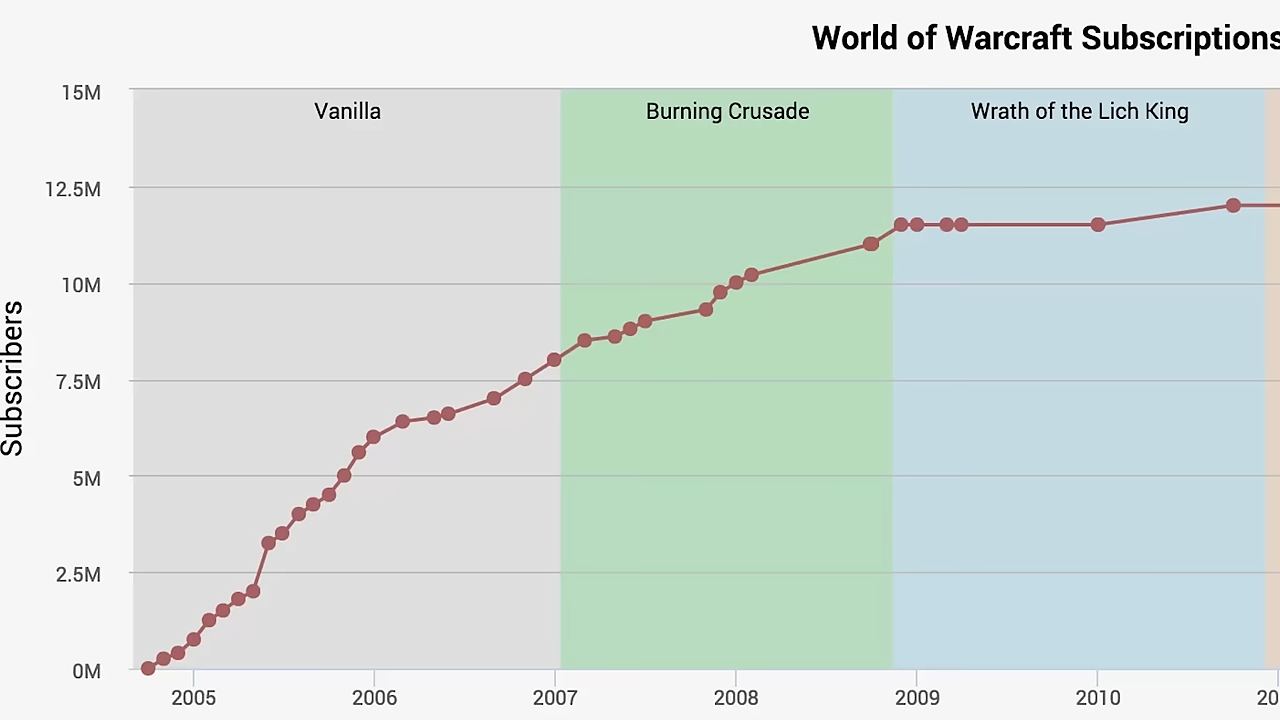 World of Warcraft Subscriptions
Vanilla
Burning Crusade
Wrath of the Lich King
15M
12.5M
10M
7.5M
5M
2.5M
0M
Subscribers
2005
2006
2007
2008
2009
2010
20